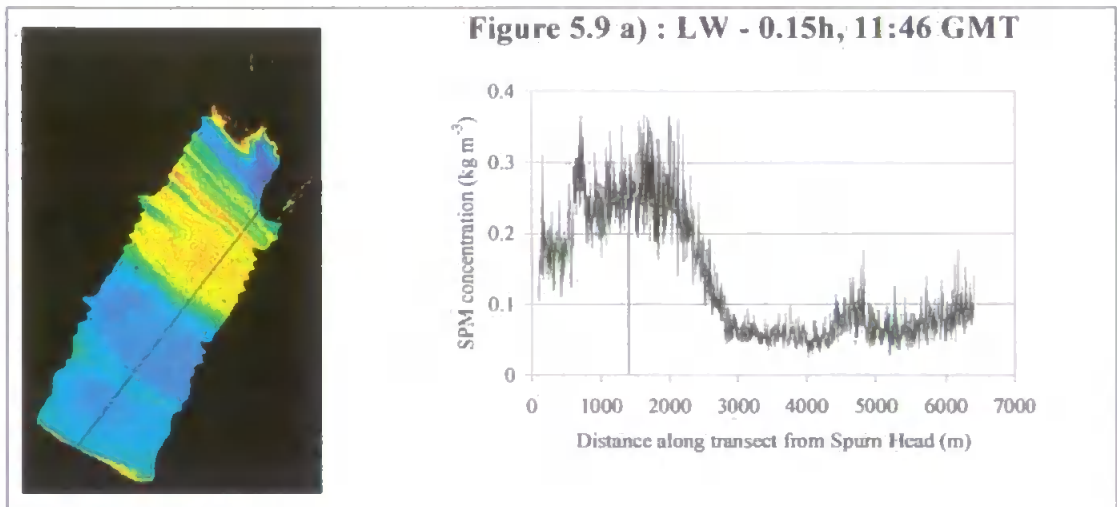 Figure 5.9 a) : LW - 0.15h, 11:46 GMT
0.4
0.3
0.2
0.1
0
SPM concentration (kg m⁻³)
0 1000 2000 3000 4000 5000 6000 7000
Distance along transect from Spurn Head (m)